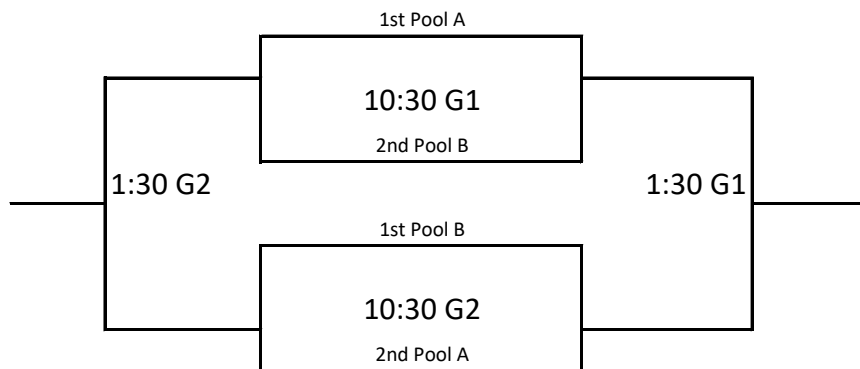 1st Pool A
10:30 G1
2nd Pool B
1:30 G2
1:30 G1
1st Pool B
10:30 G2
2nd Pool A